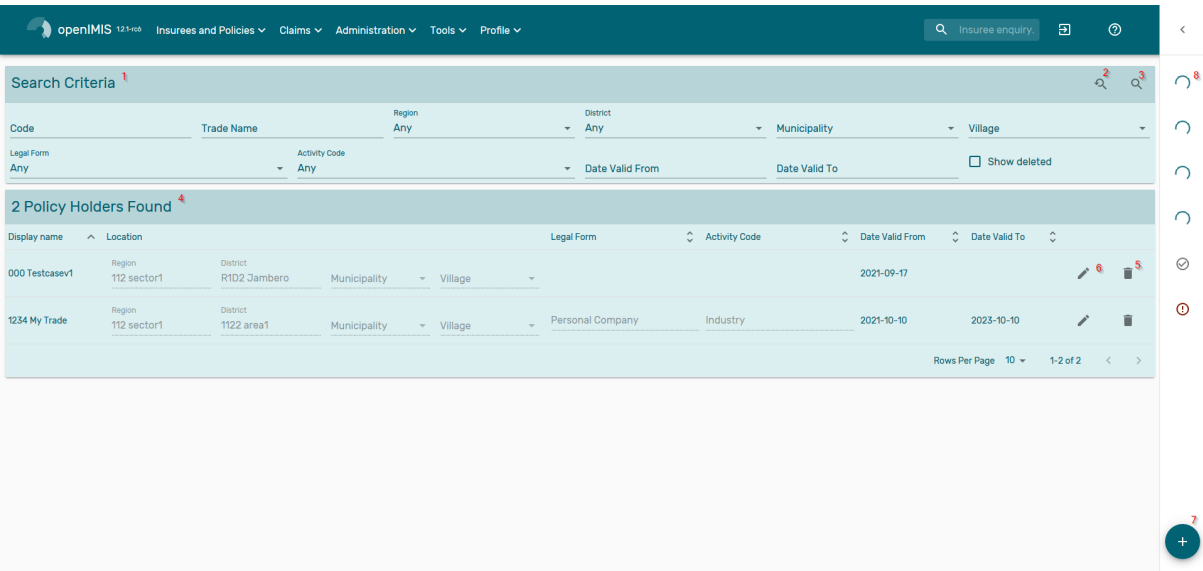 openIMIS 1.2.1-rc6 Insurees and Policies Claims Administration Tools Profile Insuree enquiry.
Search Criteria 1 2 3 8
Region District
Code Trade Name Any Any Municipality Village
Legal Form Activity Code
Any Any Date Valid From Date Valid To Show deleted
2 Policy Holders Found 4
Display name Location Legal Form Activity Code Date Valid From Date Valid To
Region District
000 Testcasev1 112 sector1 R1D2 Jambero Municipality Village 2021-09-17 6 5
Region District
1234 My Trade 112 sector1 1122 area1 Municipality Village Personal Company Industry 2021-10-10 2023-10-10
Rows Per Page 10 1-2 of 2
7